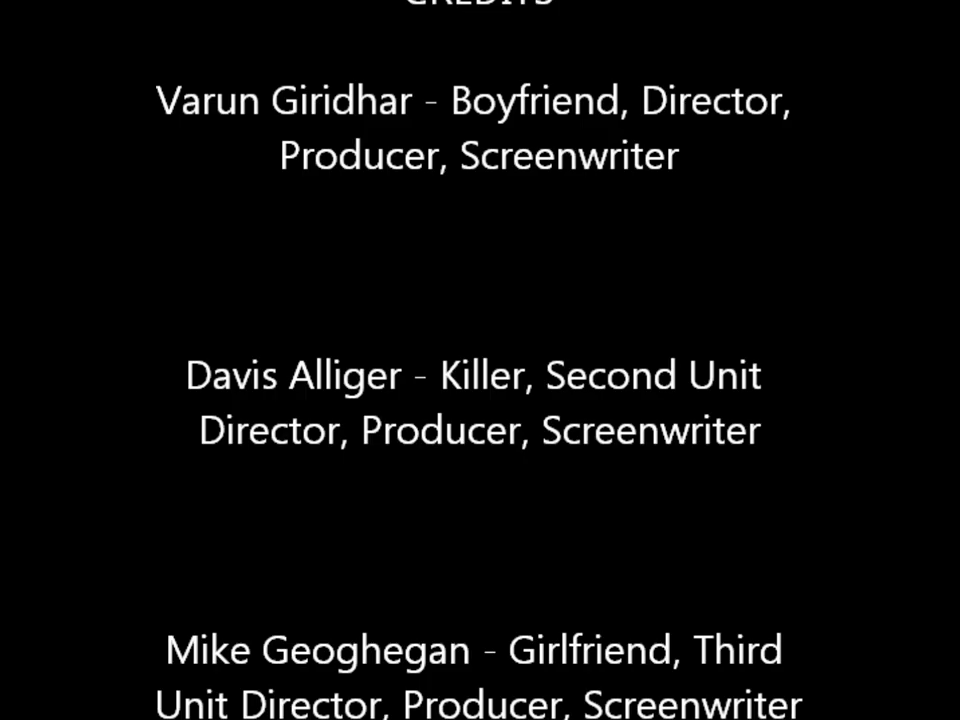 CREDITS
Varun Giridhar - Boyfriend, Director,
Producer, Screenwriter
Davis Alliger - Killer, Second Unit
Director, Producer, Screenwriter
Mike Geoghegan - Girlfriend, Third
Unit Director, Producer, Screenwriter